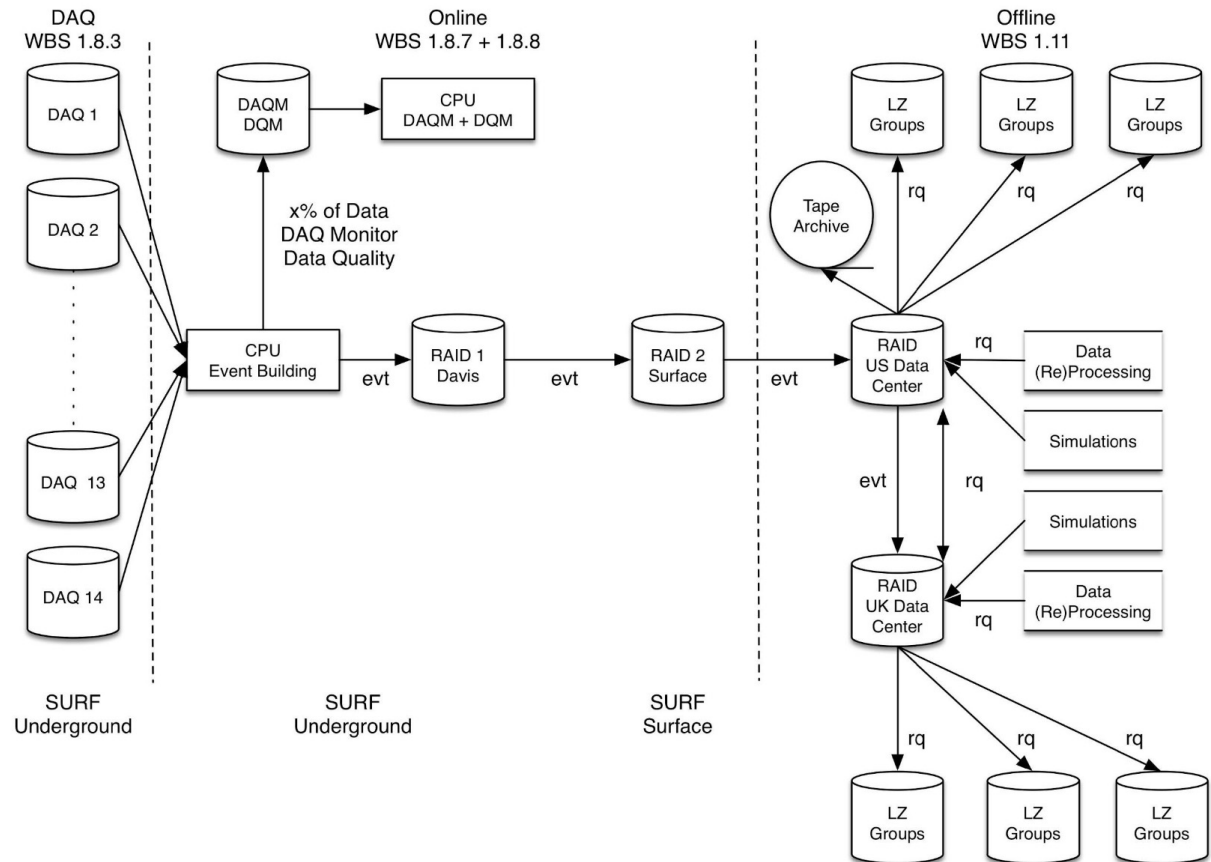 DAQ
WBS 1.8.3
Online
WBS 1.8.7 + 1.8.8
Offline
WBS 1.11
DAQ 1
DAQ 2
DAQ 13
DAQ 14
DAQM
DQM
CPU
DAQM + DQM
x% of Data
DAQ Monitor
Data Quality
CPU
Event Building
evt
RAID 1
Davis
evt
RAID 2
Surface
evt
LZ
Groups
LZ
Groups
LZ
Groups
rq
rq
rq
Tape
Archive
RAID
US Data
Center
rq
Data
(Re)Processing
Simulations
evt
rq
Simulations
RAID
UK Data
Center
rq
Data
(Re)Processing
SURF
Underground
SURF
Underground
SURF
Surface
rq
rq
rq
LZ
Groups
LZ
Groups
LZ
Groups